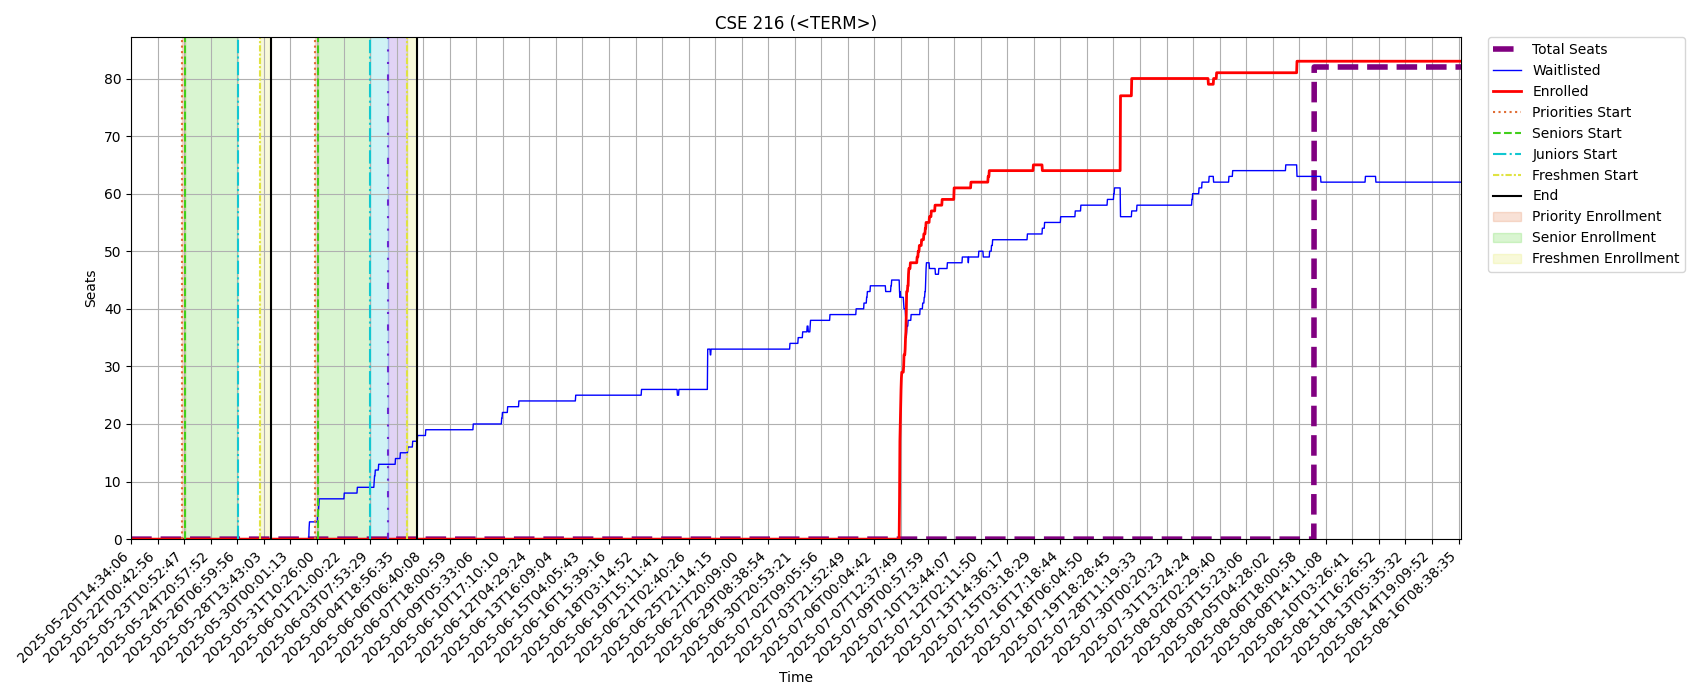 CSE 216 (<TERM>)
Seats
80
70
60
50
40
30
20
10
0
2025-05-20T14:34:06
2025-05-22T00:42:56
2025-05-23T10:52:47
2025-05-24T20:57:52
2025-05-26T06:59:56
2025-05-28T13:43:03
2025-05-30T00:01:13
2025-05-31T10:26:00
2025-06-01T21:00:22
2025-06-03T07:53:29
2025-06-04T18:56:35
2025-06-06T06:40:08
2025-06-07T18:00:59
2025-06-09T05:33:06
2025-06-10T17:10:10
2025-06-12T04:29:24
2025-06-13T16:09:04
2025-06-15T04:05:43
2025-06-16T15:39:16
2025-06-18T03:14:52
2025-06-19T15:11:41
2025-06-21T02:40:26
2025-06-25T21:14:15
2025-06-27T20:09:00
2025-06-29T08:38:54
2025-06-30T20:53:21
2025-07-02T09:05:56
2025-07-03T21:52:49
2025-07-06T00:04:42
2025-07-07T12:37:49
2025-07-09T00:57:59
2025-07-10T13:44:07
2025-07-12T02:11:50
2025-07-13T14:36:17
2025-07-15T03:18:29
2025-07-16T17:18:44
2025-07-18T06:04:50
2025-07-19T18:28:45
2025-07-28T11:19:33
2025-07-30T00:20:23
2025-07-31T13:24:24
2025-08-02T02:29:40
2025-08-03T15:23:06
2025-08-05T04:28:02
2025-08-06T18:00:58
2025-08-08T14:11:08
2025-08-10T03:26:41
2025-08-11T16:26:52
2025-08-13T05:35:32
2025-08-14T19:09:52
2025-08-16T08:38:35
Time
Total Seats
Waitlisted
Enrolled
Priorities Start
Seniors Start
Juniors Start
Freshmen Start
End
Priority Enrollment
Senior Enrollment
Freshmen Enrollment